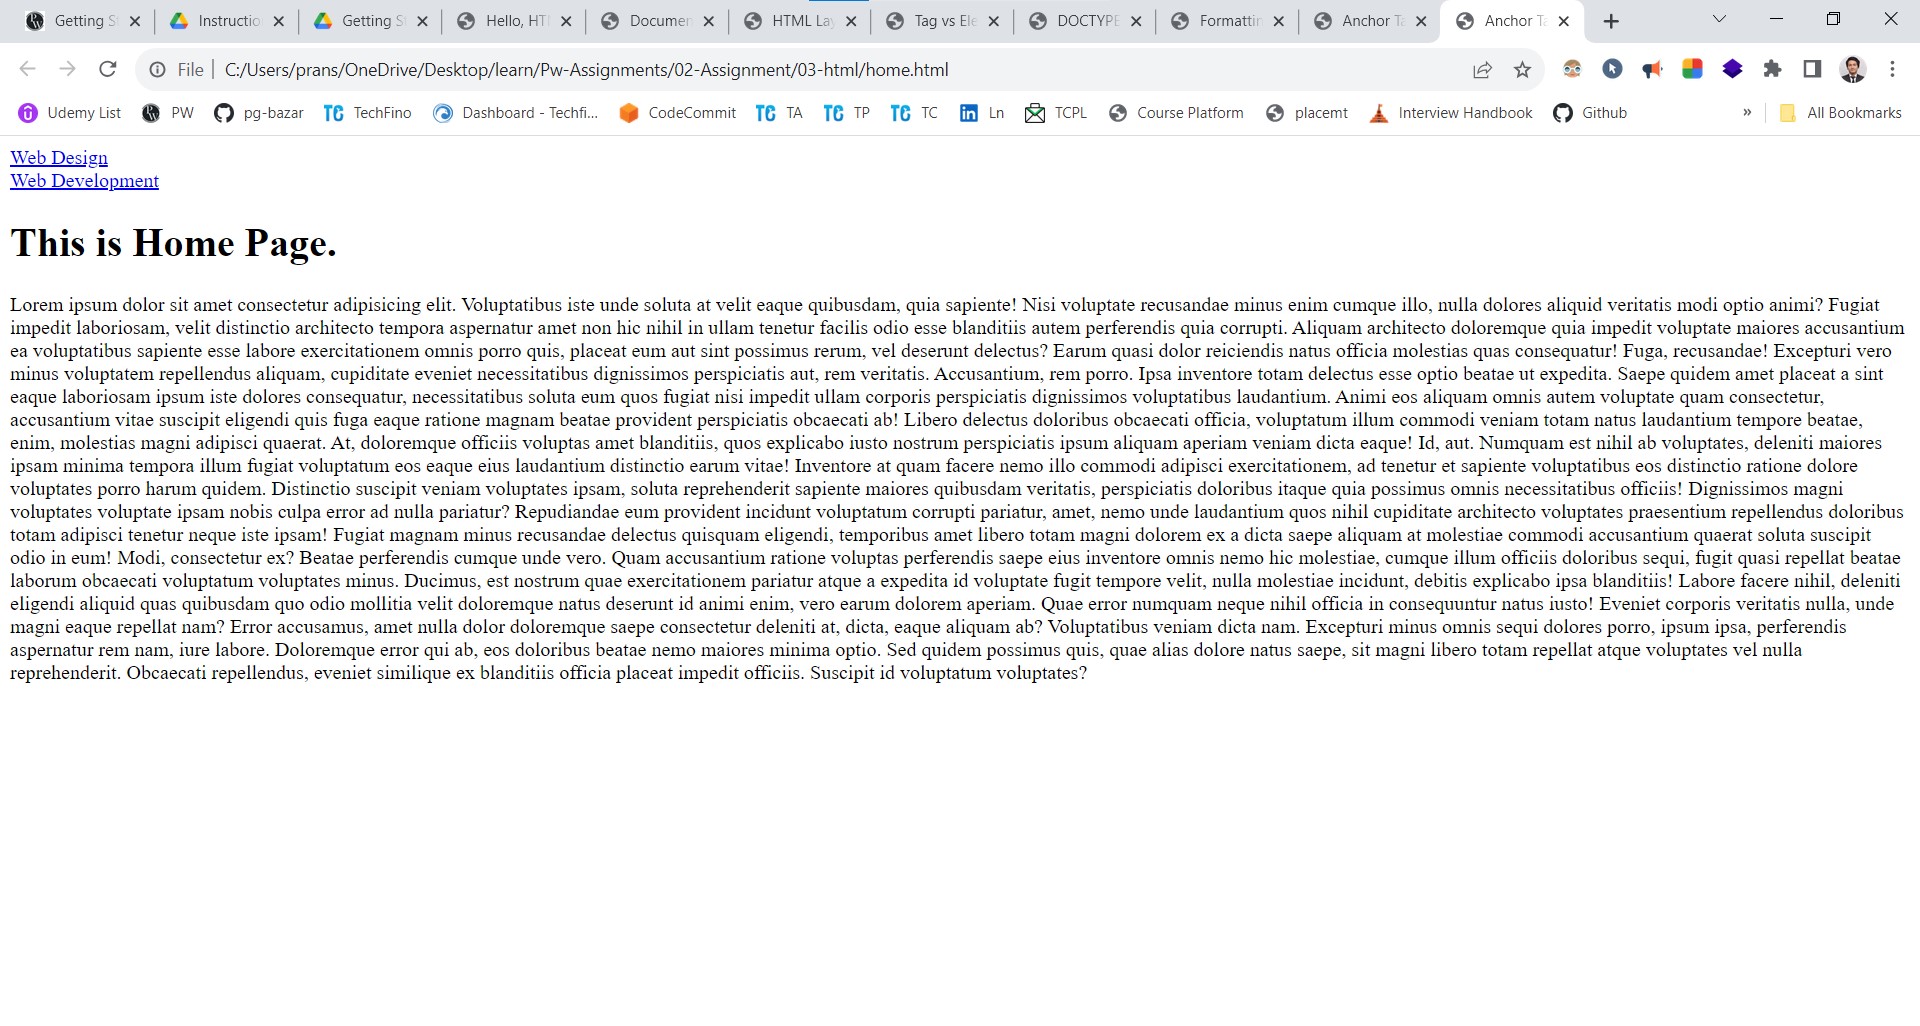 Getting S
Instructio
Getting S
Hello, HT
Documen
HTML Lay
Tag vs Ele
DOCTYPE
Formattin
Anchor Ta
Anchor Ta
File
C:/Users/prans/OneDrive/Desktop/learn/Pw-Assignments/02-Assignment/03-html/home.html
Udemy List
PW
pg-bazar
TechFino
Dashboard - Techfi...
CodeCommit
TA
TP
TC
Ln
TCPL
Course Platform
placemt
Interview Handbook
Github
»
All Bookmarks
Web Design
Web Development
This is Home Page.
Lorem ipsum dolor sit amet consectetur adipisicing elit. Voluptatibus iste unde soluta at velit eaque quibusdam, quia sapiente! Nisi voluptate recusandae minus enim cumque illo, nulla dolores aliquid veritatis modi optio animi? Fugiat
impedit laboriosam, velit distinctio architecto tempora aspernatur amet non hic nihil in ullam tenetur facilis odio esse blanditiis autem perferendis quia corrupti. Aliquam architecto doloremque quia impedit voluptate maiores accusantium
ea voluptatibus sapiente esse labore exercitationem omnis porro quis, placeat eum aut sint possimus rerum, vel deserunt delectus? Earum quasi dolor reiciendis natus officia molestias quas consequatur! Fuga, recusandae! Excepturi vero
minus voluptatem repellendus aliquam, cupiditate eveniet necessitatibus dignissimos perspiciatis aut, rem veritatis. Accusantium, rem porro. Ipsa inventore totam delectus esse optio beatae ut expedita. Saepe quidem amet placeat a sint
eaque laboriosam ipsum iste dolores consequatur, necessitatibus soluta eum quos fugiat nisi impedit ullam corporis perspiciatis dignissimos voluptatibus laudantium. Animi eos aliquam omnis autem voluptate quam consectetur,
accusantium vitae suscipit eligendi quis fuga eaque ratione magnam beatae provident perspiciatis obcaecati ab! Libero delectus doloribus obcaecati officia, voluptatum illum commodi veniam totam natus laudantium tempore beatae,
enim, molestias magni adipisci quaerat. At, doloremque officiis voluptas amet blanditiis, quos explicabo iusto nostrum perspiciatis ipsum aliquam aperiam veniam dicta eaque! Id, aut. Numquam est nihil ab voluptates, deleniti maiores
ipsam minima tempora illum fugiat voluptatum eos eaque eius laudantium distinctio earum vitae! Inventore at quam facere nemo illo commodi adipisci exercitationem, ad tenetur et sapiente voluptatibus eos distinctio ratione dolore
voluptates porro harum quidem. Distinctio suscipit veniam voluptates ipsam, soluta reprehenderit sapiente maiores quibusdam veritatis, perspiciatis doloribus itaque quia possimus omnis necessitatibus officiis! Dignissimos magni
voluptates voluptate ipsam nobis culpa error ad nulla pariatur? Repudiandae eum provident incidunt voluptatum corrupti pariatur, amet, nemo unde laudantium quos nihil cupiditate architecto voluptates praesentium repellendus doloribus
totam adipisci tenetur neque iste ipsam! Fugiat magnam minus recusandae delectus quisquam eligendi, temporibus amet libero totam magni dolorem ex a dicta saepe aliquam at molestiae commodi accusantium quaerat soluta suscipit
odio in eum! Modi, consectetur ex? Beatae perferendis cumque unde vero. Quam accusantium ratione voluptas perferendis saepe eius inventore omnis nemo hic molestiae, cumque illum officiis doloribus sequi, fugit quasi repellat beatae
laborum obcaecati voluptatum voluptates minus. Ducimus, est nostrum quae exercitationem pariatur atque a expedita id voluptate fugit tempore velit, nulla molestiae incidunt, debitis explicabo ipsa blanditiis! Labore facere nihil, deleniti
eligendi aliquid quas quibusdam quo odio mollitia velit doloremque natus deserunt id animi enim, vero earum dolorem aperiam. Quae error numquam neque nihil officia in consequuntur natus iusto! Eveniet corporis veritatis nulla, unde
magni eaque repellat nam? Error accusamus, amet nulla dolor doloremque saepe consectetur deleniti at, dicta, eaque aliquam ab? Voluptatibus veniam dicta nam. Excepturi minus omnis sequi dolores porro, ipsum ipsa, perferendis
aspernatur rem nam, iure labore. Doloremque error qui ab, eos doloribus beatae nemo maiores minima optio. Sed quidem possimus quis, quae alias dolore natus saepe, sit magni libero totam repellat atque voluptates vel nulla
reprehenderit. Obcaecati repellendus, eveniet similique ex blanditiis officia placeat impedit officiis. Suscipit id voluptatum voluptates?